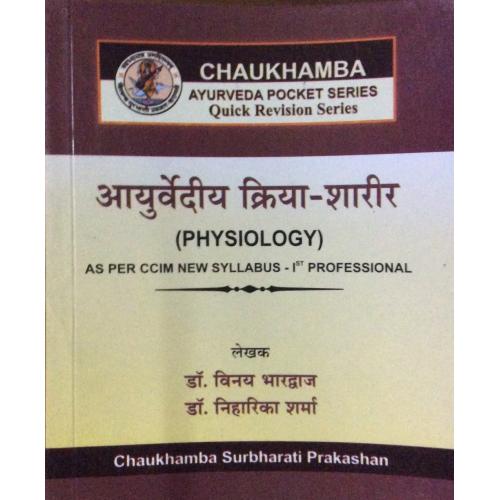 CHAUKHAMBA
AYURVEDA POCKET SERIES
Quick Revision Series
आयुर्वेदीय क्रिया-शारीर
(PHYSIOLOGY)
AS PER CCIM NEW SYLLABUS - IST PROFESSIONAL
लेखक
डॉ. विनय भारद्वाज
डॉ. निहारिका शर्मा
Chaukhamba Surbharati Prakashan